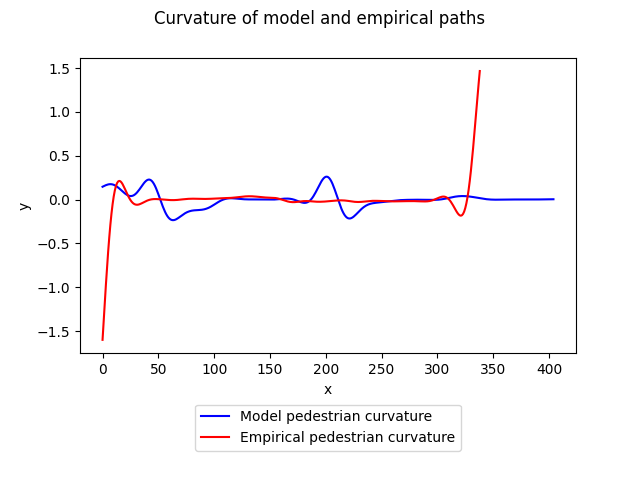 Curvature of model and empirical paths
1.5
1.0
0.5
0.0
−0.5
−1.0
−1.5
y
0 50 100 150 200 250 300 350 400
x
Model pedestrian curvature
Empirical pedestrian curvature